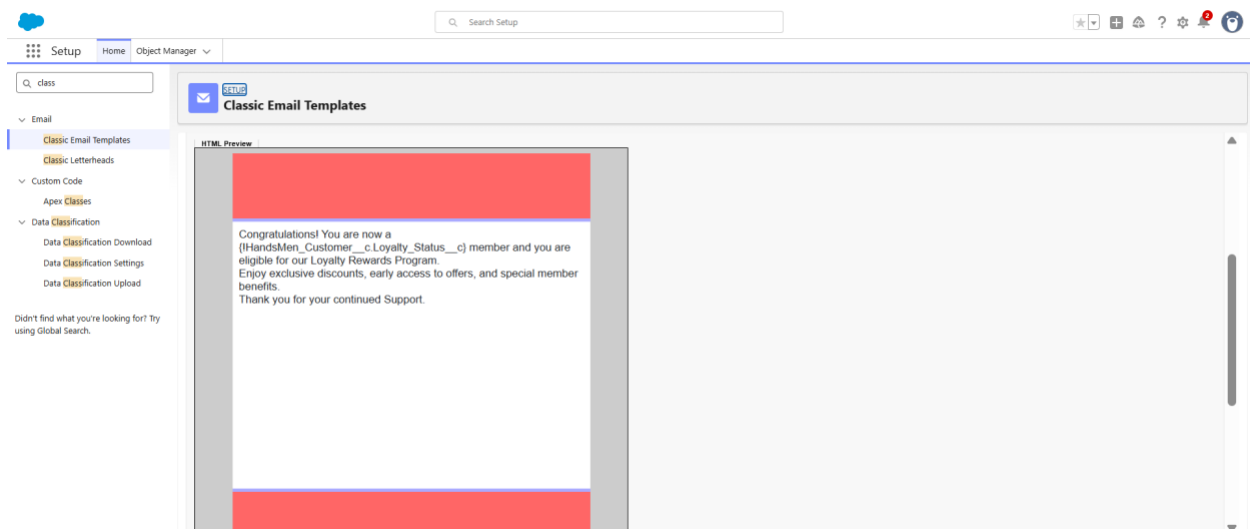 Search Setup
2
Setup
Home
Object Manager
class
Email
Classic Email Templates
Classic Letterheads
Custom Code
Apex Classes
Data Classification
Data Classification Download
Data Classification Settings
Data Classification Upload
Didn't find what you're looking for? Try
using Global Search.
SETUP
Classic Email Templates
HTML Preview
Congratulations! You are now a
{!HandsMen_Customer__c.Loyalty_Status__c} member and you are
eligible for our Loyalty Rewards Program.
Enjoy exclusive discounts, early access to offers, and special member
benefits.
Thank you for your continued Support.